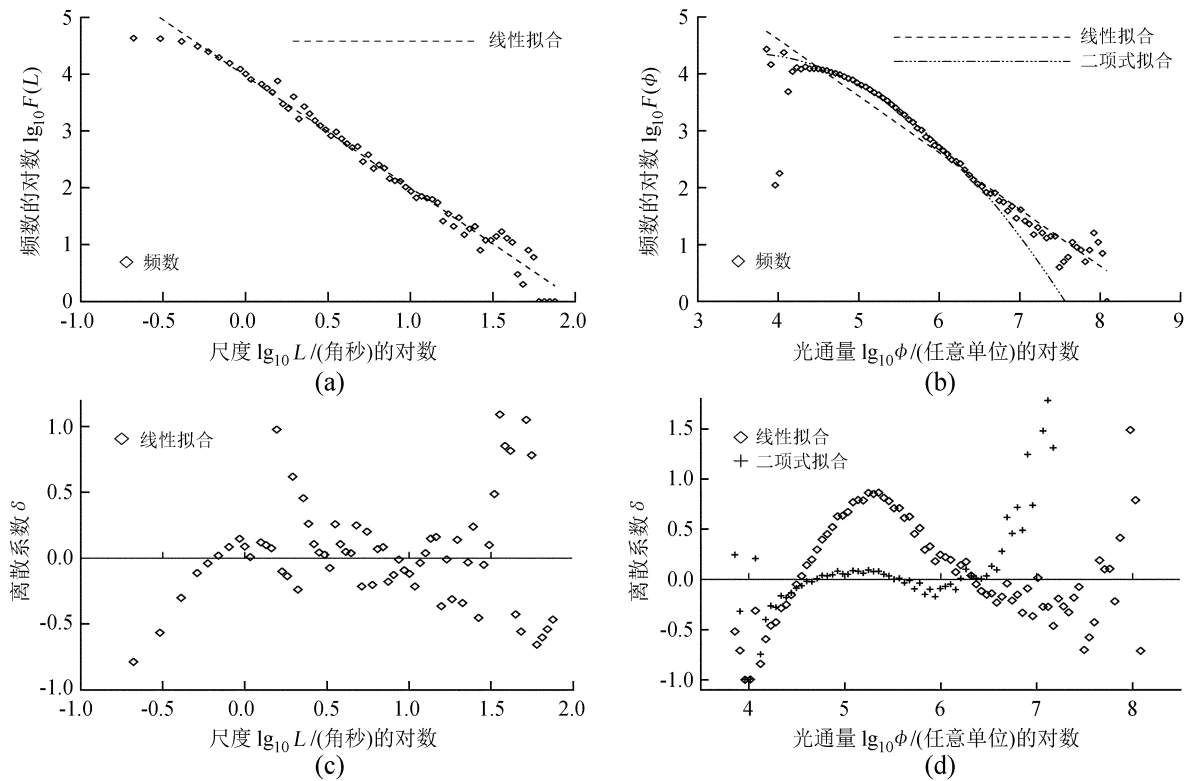 5
4
3
2
1
0
频数的对数 lg10F(L)
线性拟合
频数
-1.0 -0.5 0.0 0.5 1.0 1.5 2.0
尺度 lg10 L/(角秒)的对数
(a)
5
4
3
2
1
0
频数的对数 lg10F(ϕ)
线性拟合
二项式拟合
频数
3 4 5 6 7 8 9
光通量 lg10ϕ/(任意单位)的对数
(b)
1.0
0.5
0.0
-0.5
-1.0
离散系数 δ
线性拟合
-1.0 -0.5 0.0 0.5 1.0 1.5 2.0
尺度 lg10 L/(角秒)的对数
(c)
1.5
1.0
0.5
0.0
-0.5
-1.0
离散系数 δ
线性拟合
二项式拟合
4 5 6 7 8
光通量 lg10ϕ/(任意单位)的对数
(d)